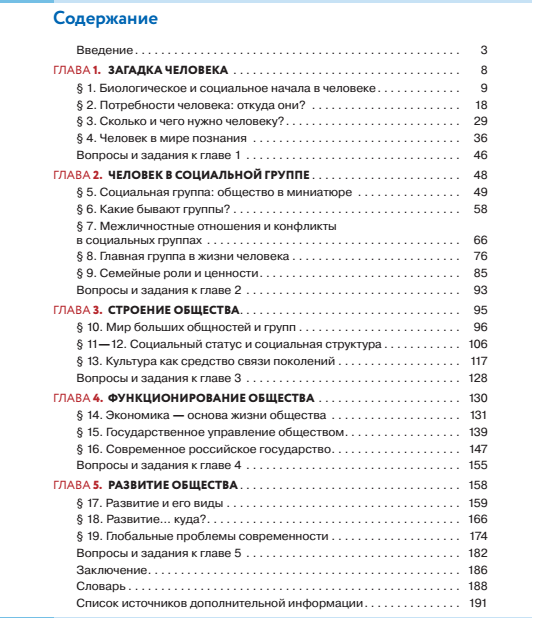 Содержание
Введение . . . . . . . . . . . . . . . . . . . . 3
ГЛАВА 1. ЗАГАДКА ЧЕЛОВЕКА . . . . . . . . . . . . . . . . . . . . 8
§ 1. Биологическое и социальное начала в человеке . . . . . . . . . . 9
§ 2. Потребности человека: откуда они? . . . . . . . . . . 18
§ 3. Сколько и чего нужно человеку? . . . . . . . . . . 29
§ 4. Человек в мире познания . . . . . . . . . . 36
Вопросы и задания к главе 1 . . . . . . . . . . 46
ГЛАВА 2. ЧЕЛОВЕК В СОЦИАЛЬНОЙ ГРУППЕ . . . . . . . . . . 48
§ 5. Социальная группа: общество в миниатюре . . . . . . . . . . 49
§ 6. Какие бывают группы? . . . . . . . . . . 58
§ 7. Межличностные отношения и конфликты
в социальных группах . . . . . . . . . . 66
§ 8. Главная группа в жизни человека . . . . . . . . . . 76
§ 9. Семейные роли и ценности . . . . . . . . . . 85
Вопросы и задания к главе 2 . . . . . . . . . . 93
ГЛАВА 3. СТРОЕНИЕ ОБЩЕСТВА . . . . . . . . . . 95
§ 10. Мир больших общностей и групп . . . . . . . . . . 96
§ 11—12. Социальный статус и социальная структура . . . . . . . . . . 106
§ 13. Культура как средство связи поколений . . . . . . . . . . 117
Вопросы и задания к главе 3 . . . . . . . . . . 128
ГЛАВА 4. ФУНКЦИОНИРОВАНИЕ ОБЩЕСТВА . . . . . . . . . . 130
§ 14. Экономика — основа жизни общества . . . . . . . . . . 131
§ 15. Государственное управление обществом . . . . . . . . . . 139
§ 16. Современное российское государство . . . . . . . . . . 147
Вопросы и задания к главе 4 . . . . . . . . . . 155
ГЛАВА 5. РАЗВИТИЕ ОБЩЕСТВА . . . . . . . . . . 158
§ 17. Развитие и его виды . . . . . . . . . . 159
§ 18. Развитие... куда? . . . . . . . . . . 166
§ 19. Глобальные проблемы современности . . . . . . . . . . 174
Вопросы и задания к главе 5 . . . . . . . . . . 182
Заключение . . . . . . . . . . 186
Словарь . . . . . . . . . . 188
Список источников дополнительной информации . . . . . . . . . . 191